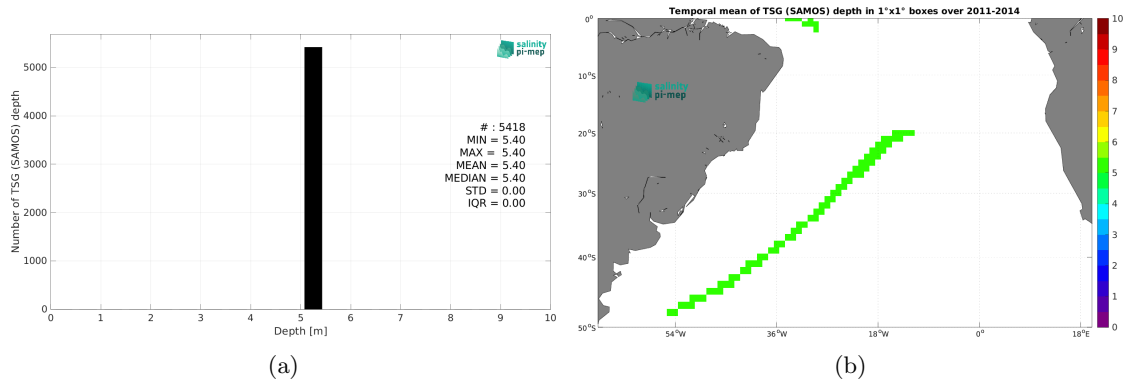 Number of TSG (SAMOS) depth
5000
4000
3000
2000
1000
0
0 1 2 3 4 5 6 7 8 9 10
Depth [m]
salinity
pi-mep
# : 5418
MIN = 5.40
MAX = 5.40
MEAN = 5.40
MEDIAN = 5.40
STD = 0.00
IQR = 0.00
(a)
Temporal mean of TSG (SAMOS) depth in 1°x1° boxes over 2011-2014
0°
10°S
20°S
30°S
40°S
50°S
54°W 36°W 18°W 0° 18°E
salinity
pi-mep
10
9
8
7
6
5
4
3
2
1
0
(b)